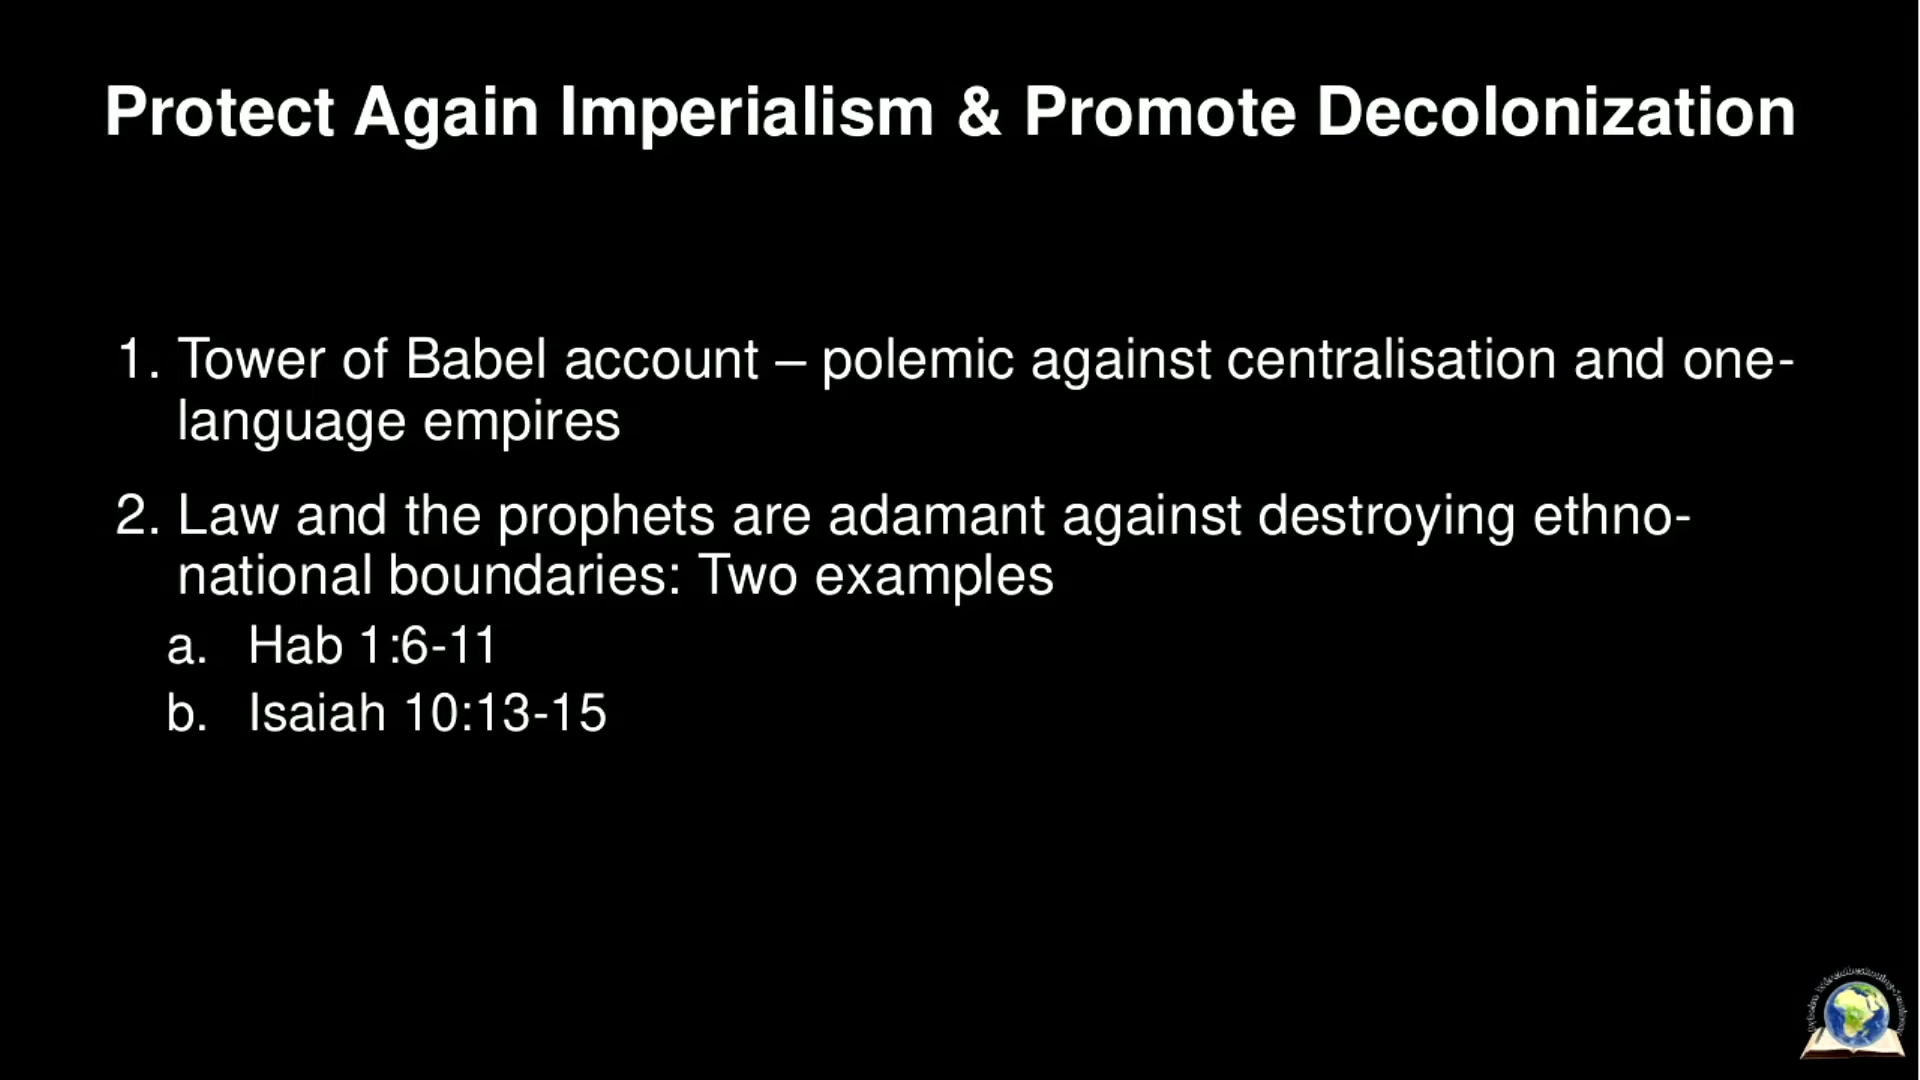 Protect Again Imperialism & Promote Decolonization
1. Tower of Babel account – polemic against centralisation and one-
language empires
2. Law and the prophets are adamant against destroying ethno-
national boundaries: Two examples
a. Hab 1:6-11
b. Isaiah 10:13-15